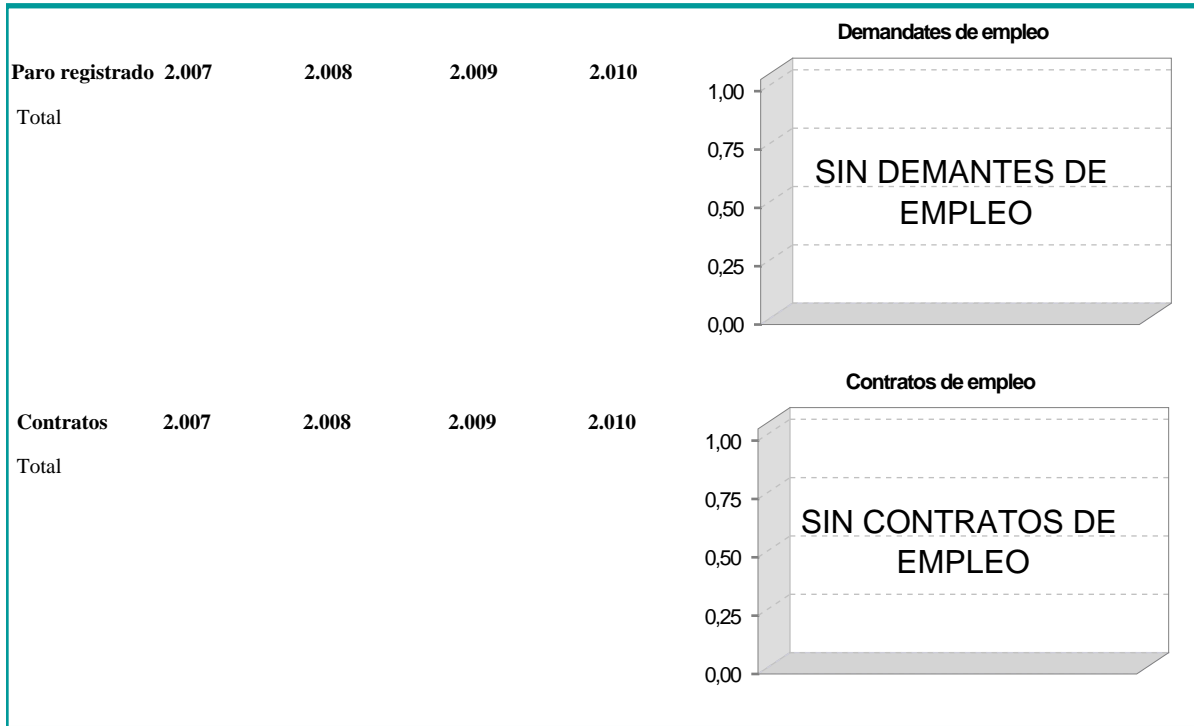 Demandates de empleo
Paro registrado 2.007 2.008 2.009 2.010
Total
1,00
0,75
0,50
0,25
0,00
SIN DEMANTES DE
EMPLEO
Contratos de empleo
Contratos 2.007 2.008 2.009 2.010
Total
1,00
0,75
0,50
0,25
0,00
SIN CONTRATOS DE
EMPLEO